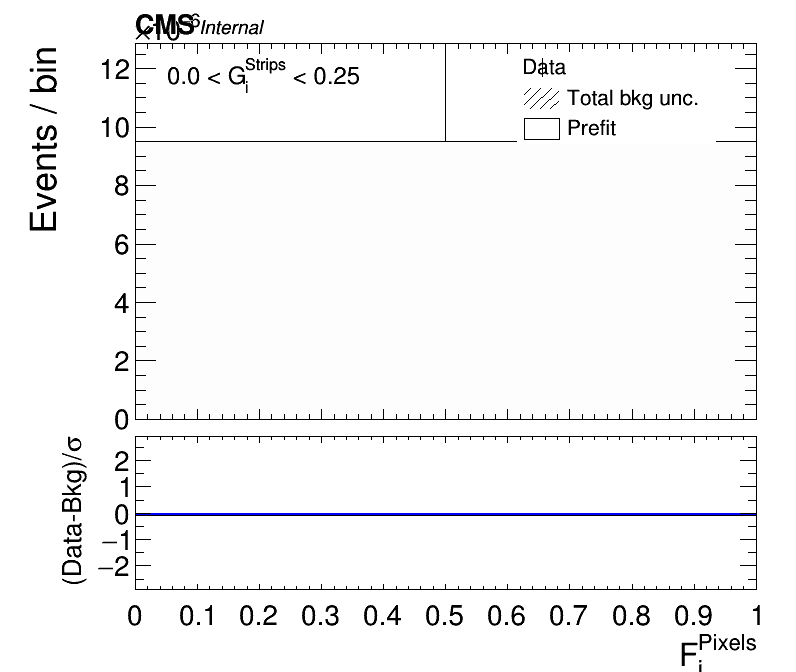 CMS Internal
×10⁻⁶
Events / bin
12
10
8
6
4
2
0
0.0 < G_i^Strips < 0.25
Data
Total bkg unc.
Prefit
(Data-Bkg)/σ
2
1
0
−1
−2
0 0.1 0.2 0.3 0.4 0.5 0.6 0.7 0.8 0.9 1
F_i^Pixels